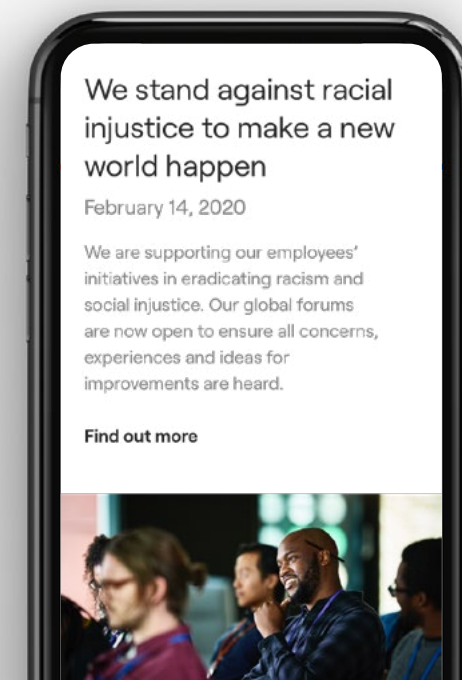 We stand against racial
injustice to make a new
world happen
February 14, 2020
We are supporting our employees'
initiatives in eradicating racism and
social injustice. Our global forums
are now open to ensure all concerns,
experiences and ideas for
improvements are heard.
Find out more